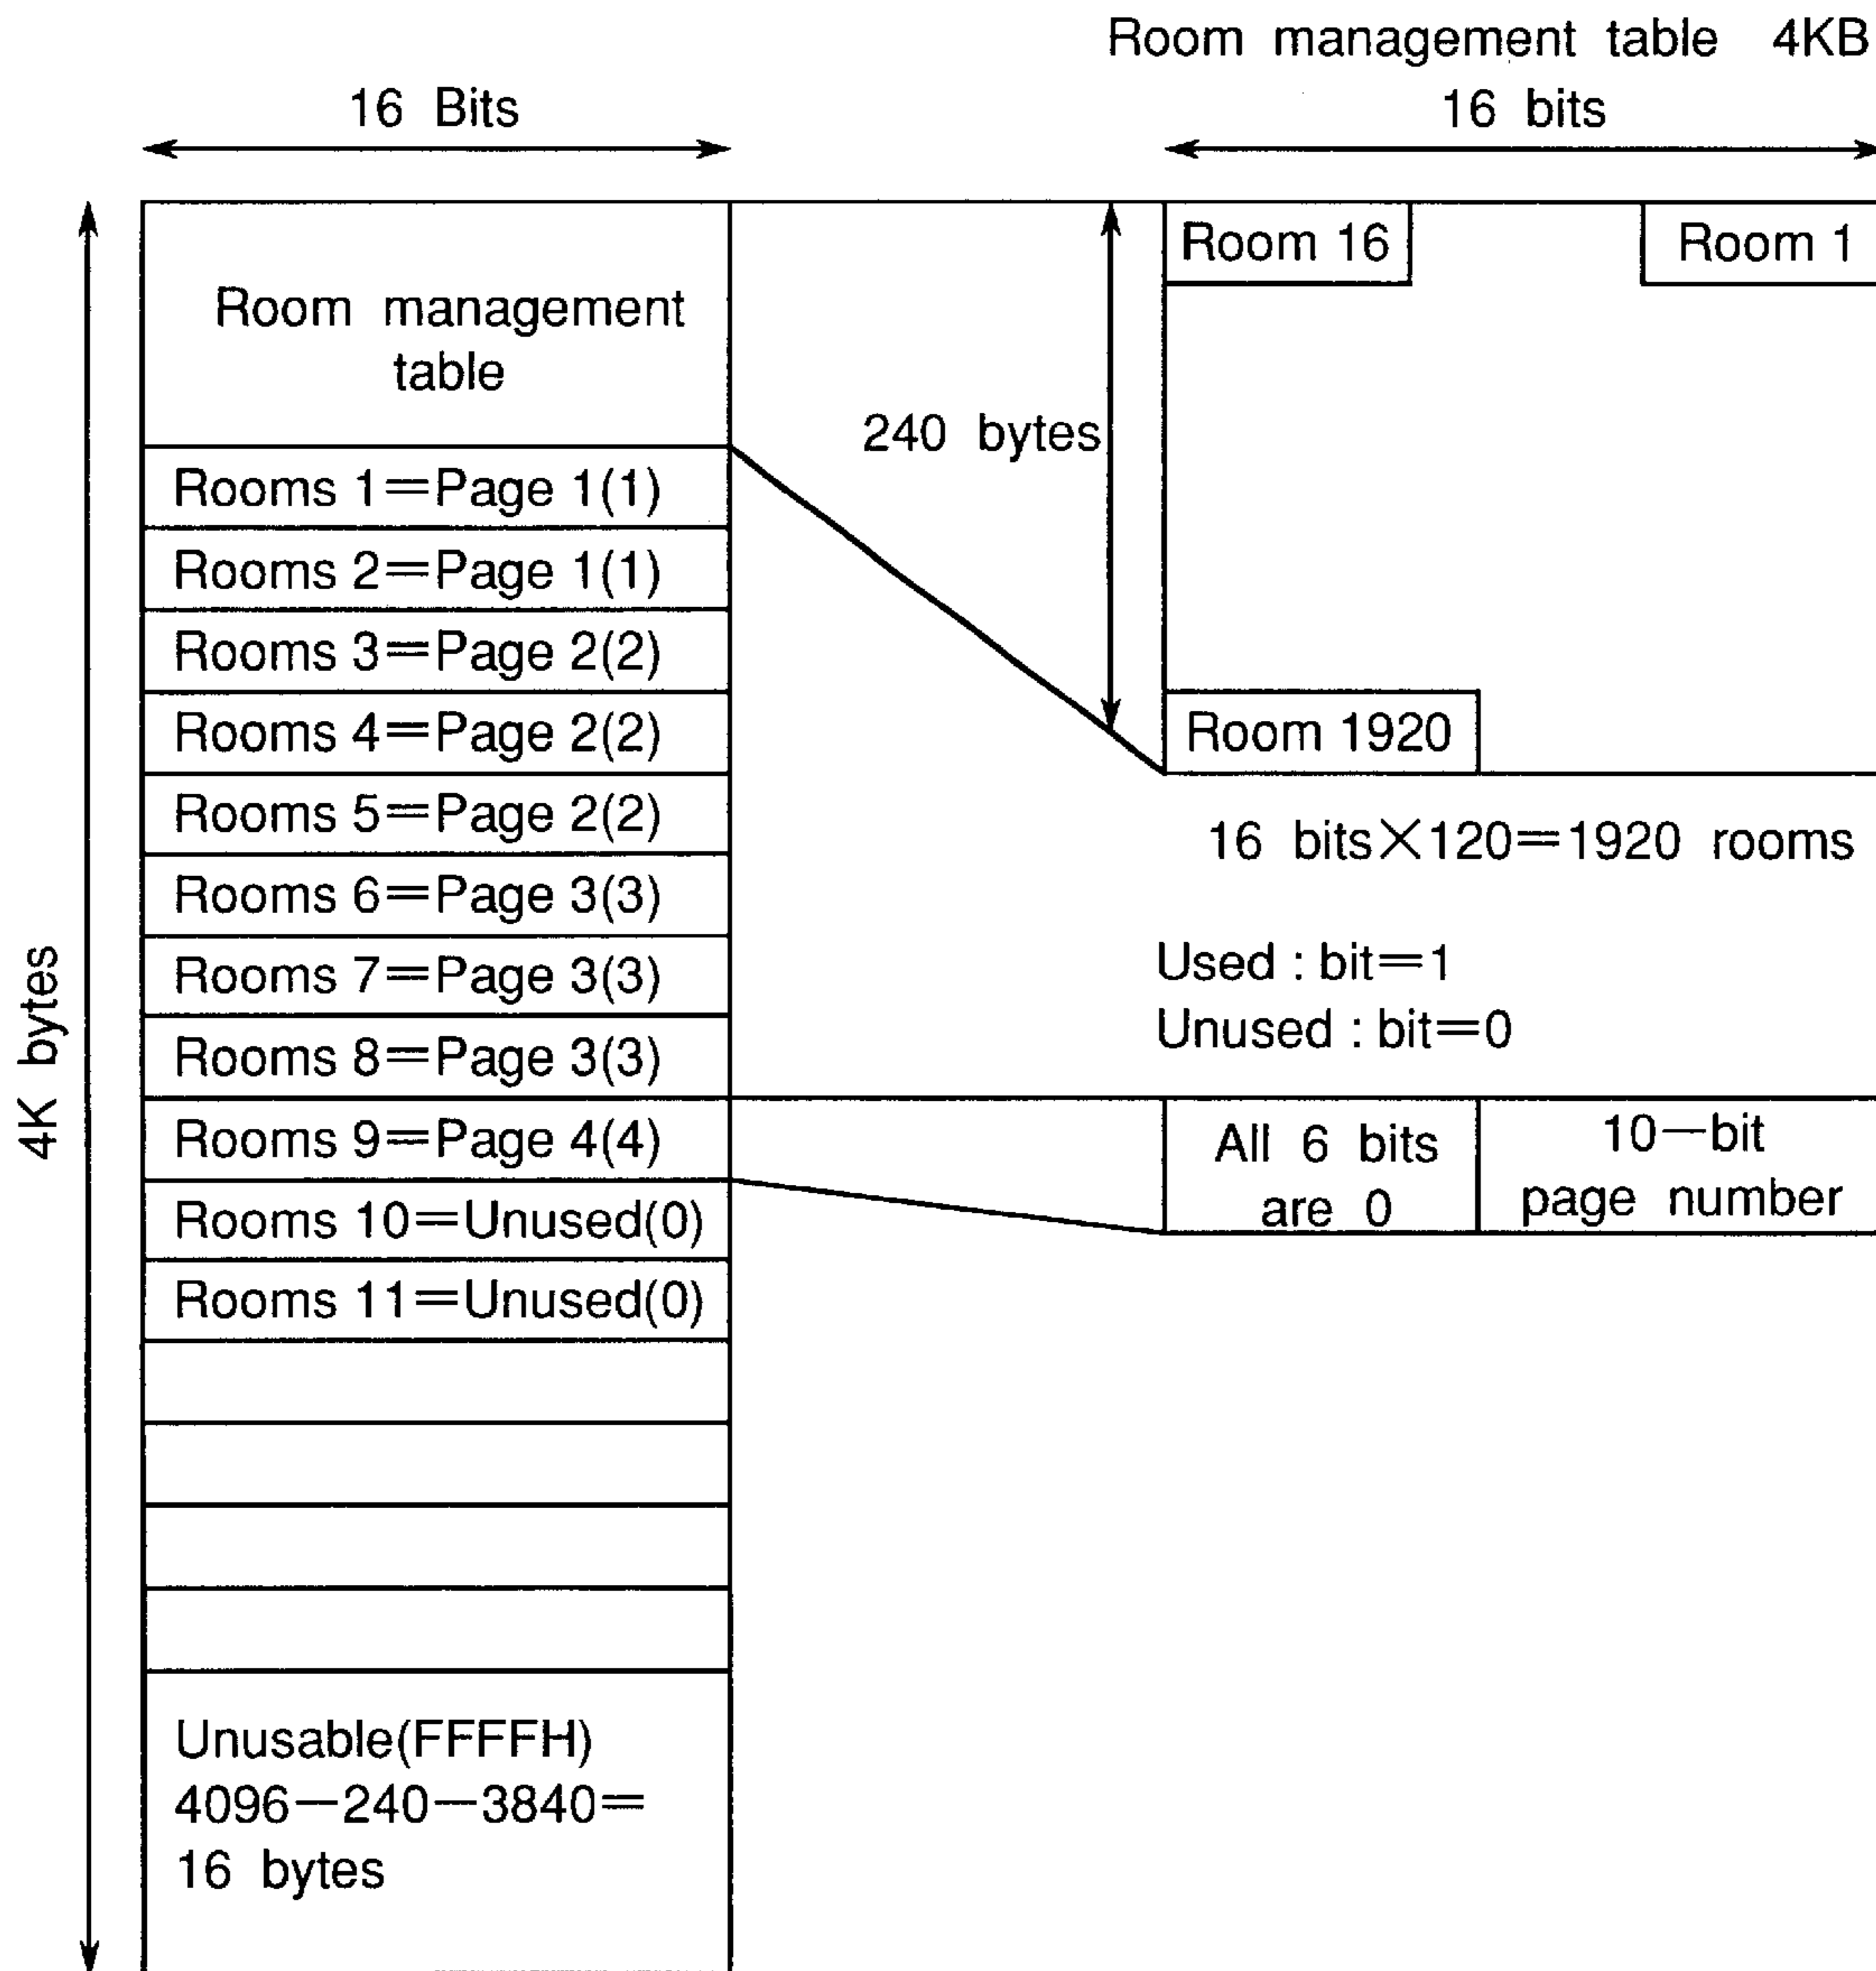 Room management table 4KB
16 Bits
16 bits
Room management
table
Rooms 1=Page 1(1)
Rooms 2=Page 1(1)
Rooms 3=Page 2(2)
Rooms 4=Page 2(2)
Rooms 5=Page 2(2)
Rooms 6=Page 3(3)
Rooms 7=Page 3(3)
Rooms 8=Page 3(3)
Rooms 9=Page 4(4)
Rooms 10=Unused(0)
Rooms 11=Unused(0)
Unusable(FFFFH)
4096—240—3840=
16 bytes
4K bytes
240 bytes
Room 16
Room 1
Room 1920
16 bits×120=1920 rooms
Used : bit=1
Unused : bit=0
All 6 bits
are 0
10—bit
page number